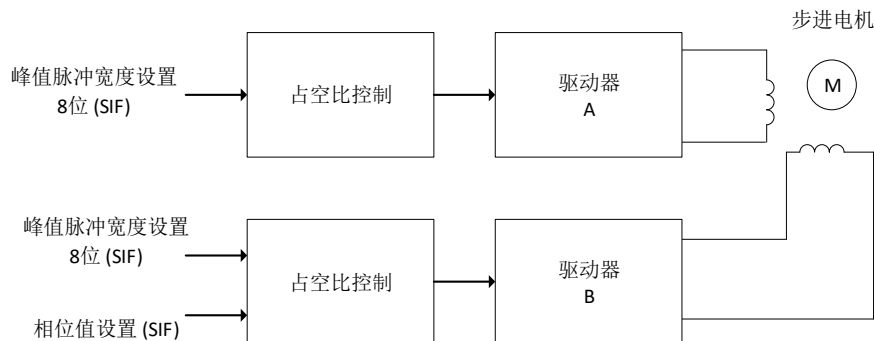 步进电机
峰值脉冲宽度设置
8位 (SIF)
占空比控制
驱动器
A
M
峰值脉冲宽度设置
8位 (SIF)
相位值设置 (SIF)
占空比控制
驱动器
B